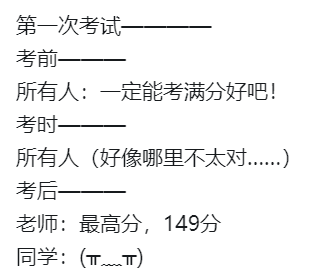 第一次考试————
考前———
所有人：一定能考满分好吧！
考时———
所有人（好像哪里不太对……）
考后———
老师：最高分，149分
同学：(╥﹏╥)